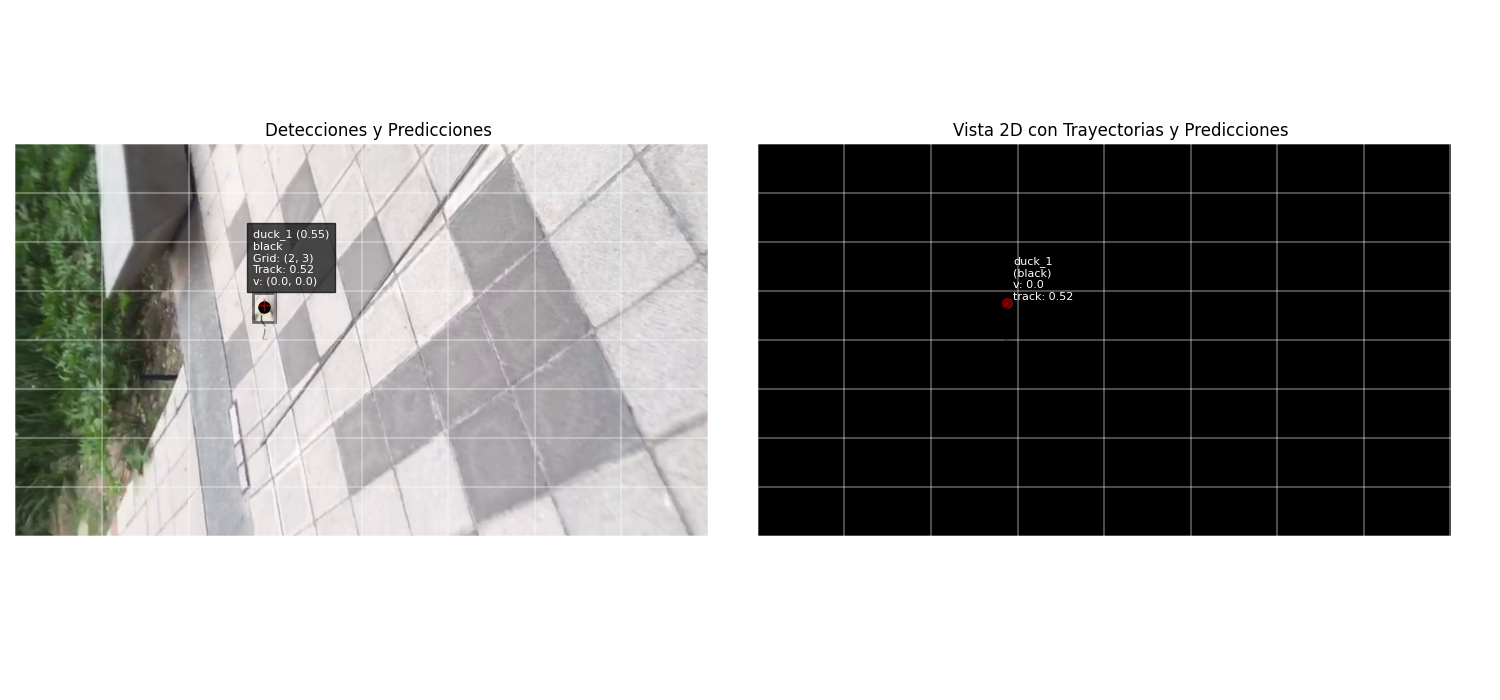 Detecciones y Predicciones
duck_1 (0.55)
black
Grid: (2, 3)
Track: 0.52
v: (0.0, 0.0)
Vista 2D con Trayectorias y Predicciones
duck_1
(black)
v: 0.0
track: 0.52